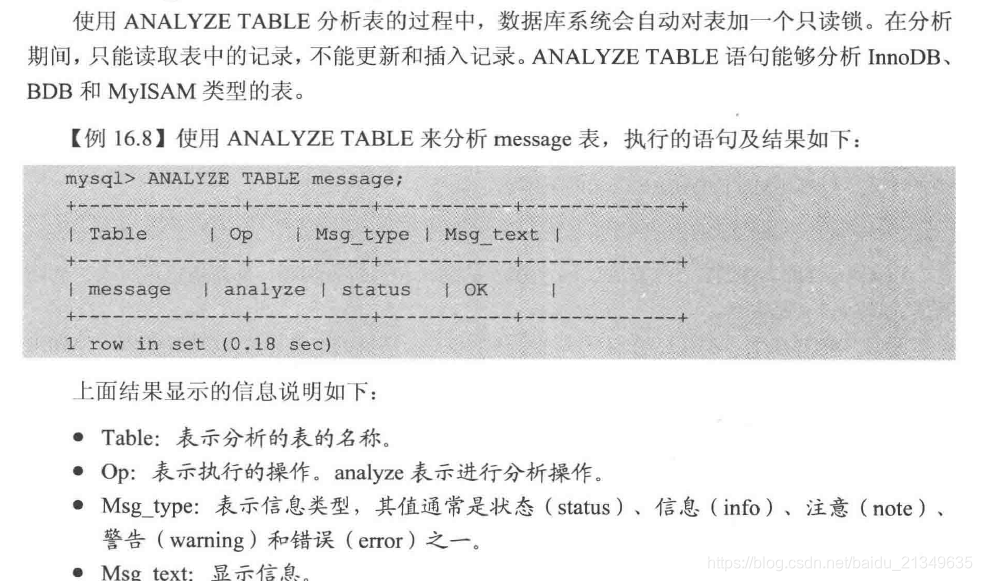 使用 ANALYZE TABLE 分析表的过程中，数据库系统会自动对表加一个只读锁。在分析
期间，只能读取表中的记录，不能更新和插入记录。ANALYZE TABLE 语句能够分析 InnoDB、
BDB 和 MyISAM 类型的表。
【例 16.8】使用 ANALYZE TABLE 来分析 message 表，执行的语句及结果如下：
mysql> ANALYZE TABLE message;
+-------------+----------+-----------+------------+
| Table | Op | Msg_type | Msg_text |
+-------------+----------+-----------+------------+
| message | analyze | status | OK |
+-------------+----------+-----------+------------+
1 row in set (0.18 sec)
上面结果显示的信息说明如下：
● Table：表示分析的表的名称。
● Op：表示执行的操作。analyze 表示进行分析操作。
● Msg_type：表示信息类型，其值通常是状态（status）、信息（info）、注意（note）、
警告（warning）和错误（error）之一。
● Msg_text：显示信息。
https://blog.csdn.net/baidu_21349635